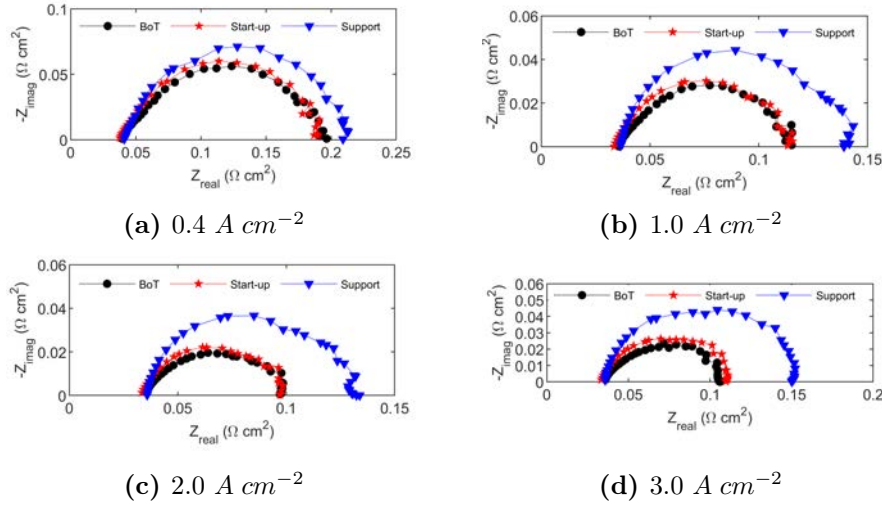 0.1
BoT Start-up Support
-Z_imag (Ω cm²)
0.05
0
0 0.05 0.1 0.15 0.2 0.25
Z_real (Ω cm²)
(a) 0.4 A cm⁻²
0.06
BoT Start-up Support
-Z_imag (Ω cm²)
0.04
0.02
0
0 0.05 0.1 0.15
Z_real (Ω cm²)
(b) 1.0 A cm⁻²
0.06
BoT Start-up Support
-Z_imag (Ω cm²)
0.04
0.02
0
0 0.05 0.1 0.15
Z_real (Ω cm²)
(c) 2.0 A cm⁻²
0.06
BoT Start-up Support
-Z_imag (Ω cm²)
0.05
0.04
0.03
0.02
0.01
0
0 0.05 0.1 0.15 0.2
Z_real (Ω cm²)
(d) 3.0 A cm⁻²